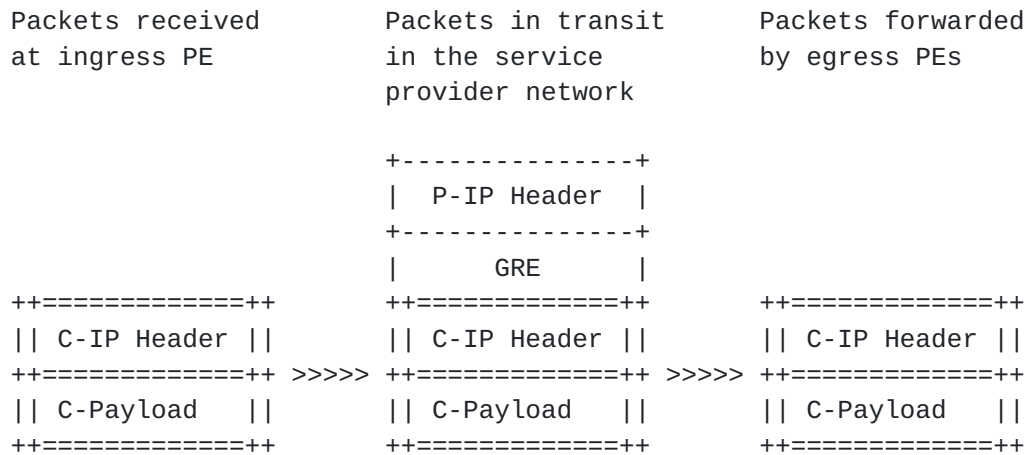 Packets received        Packets in transit      Packets forwarded
at ingress PE           in the service          by egress PEs
                        provider network

                        +---------------+
                        |  P-IP Header  |
                        +---------------+
                        |      GRE      |
++=============++       ++=============++       ++=============++
|| C-IP Header ||       || C-IP Header ||       || C-IP Header ||
++=============++ >>>>> ++=============++ >>>>> ++=============++
|| C-Payload   ||       || C-Payload   ||       || C-Payload   ||
++=============++       ++=============++       ++=============++